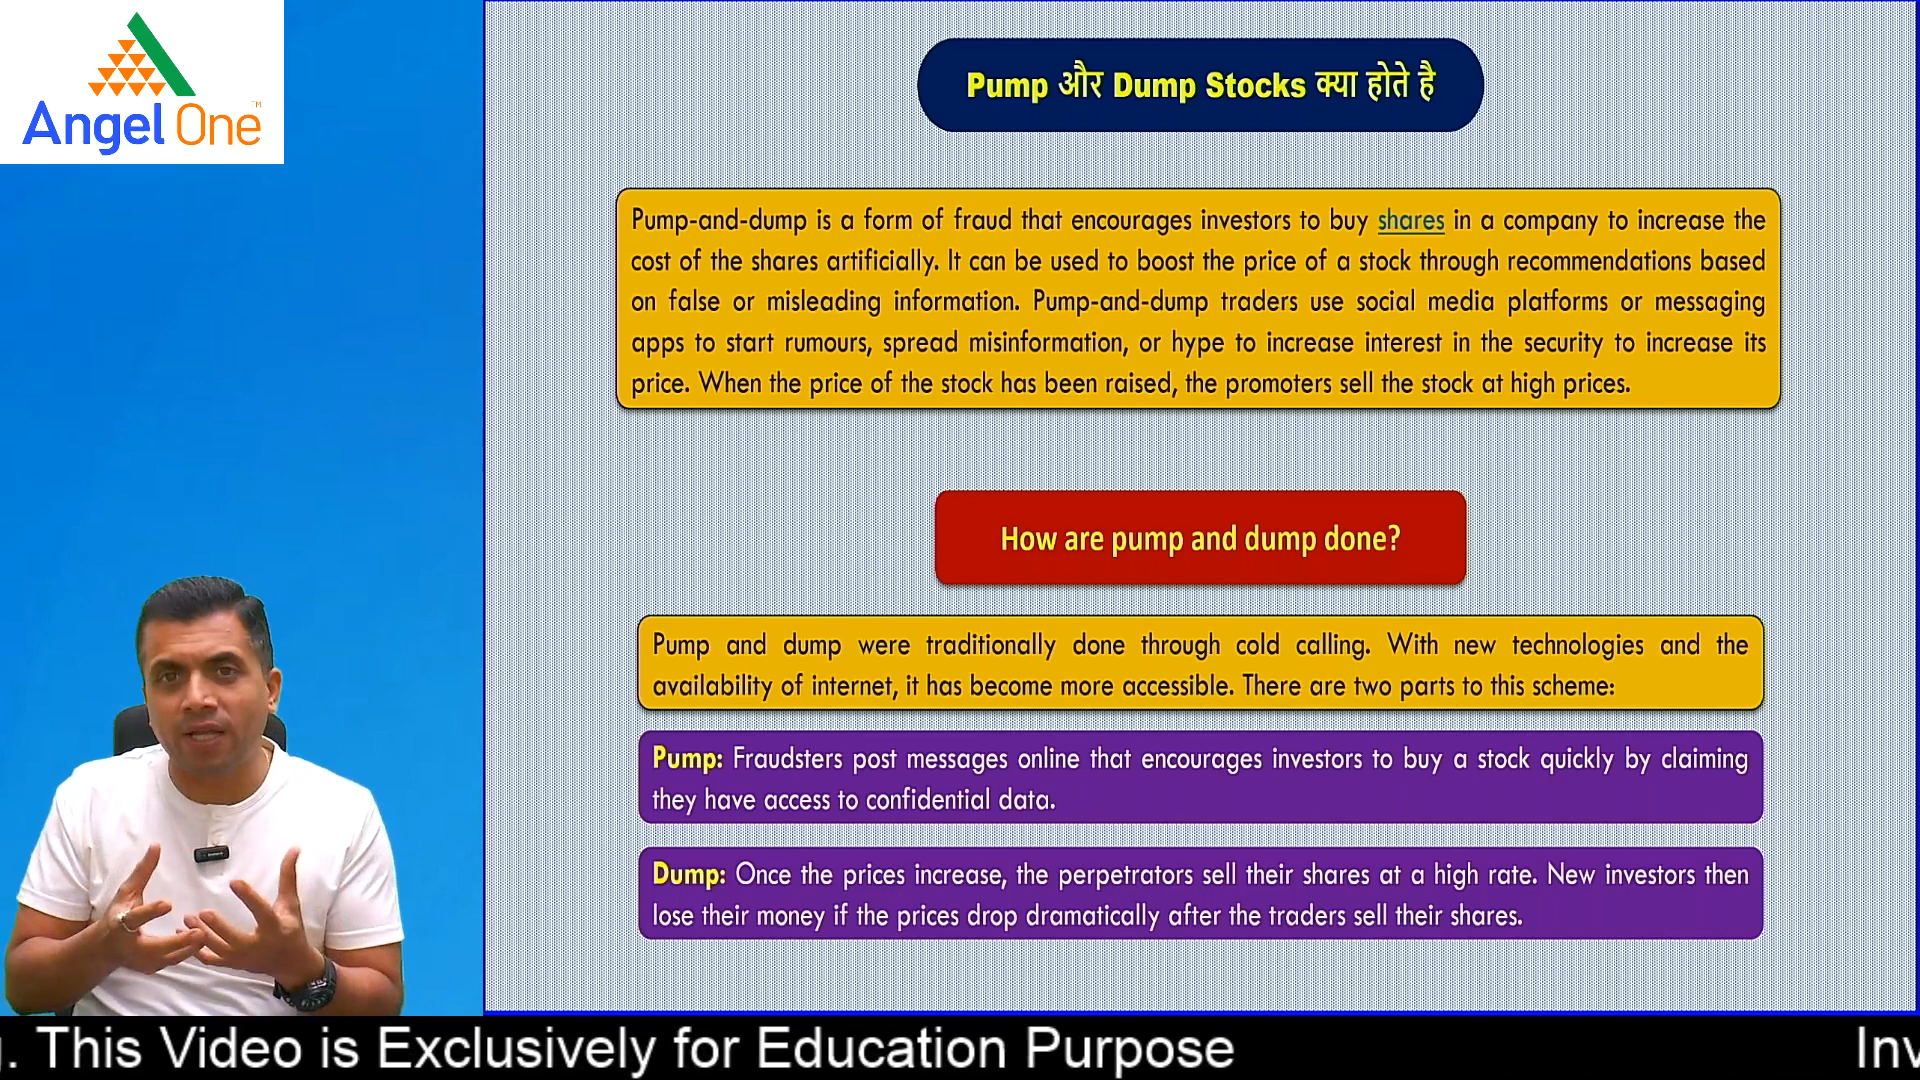 Angel One™
Pump और Dump Stocks क्या होते है
Pump-and-dump is a form of fraud that encourages investors to buy shares in a company to increase the
cost of the shares artificially. It can be used to boost the price of a stock through recommendations based
on false or misleading information. Pump-and-dump traders use social media platforms or messaging
apps to start rumours, spread misinformation, or hype to increase interest in the security to increase its
price. When the price of the stock has been raised, the promoters sell the stock at high prices.
How are pump and dump done?
Pump and dump were traditionally done through cold calling. With new technologies and the
availability of internet, it has become more accessible. There are two parts to this scheme:
Pump: Fraudsters post messages online that encourages investors to buy a stock quickly by claiming
they have access to confidential data.
Dump: Once the prices increase, the perpetrators sell their shares at a high rate. New investors then
lose their money if the prices drop dramatically after the traders sell their shares.
. This Video is Exclusively for Education Purpose